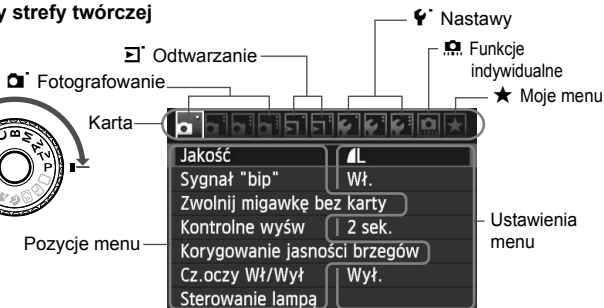 y strefy twórczej
Nastawy
Odtwarzanie
Funkcje
indywidualne
Fotografowanie
Moje menu
Karta
Jakość L
Sygnał "bip" Wł.
Zwolnij migawkę bez karty
Kontrolne wyśw 2 sek.
Korygowanie jasności brzegów
Cz.oczy Wł/Wył Wył.
Sterowanie lampą
Ustawienia
menu
Pozycje menu
P